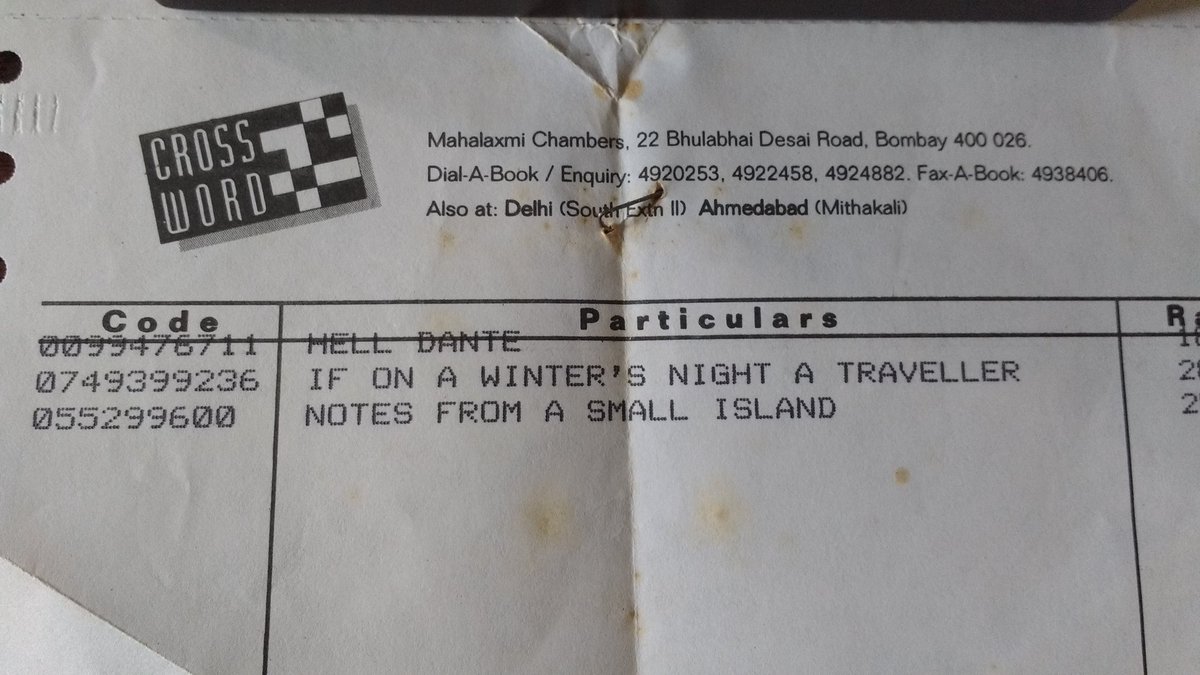 CROSS
WORD
Mahalaxmi Chambers, 22 Bhulabhai Desai Road, Bombay 400 026.
Dial-A-Book / Enquiry: 4920253, 4922458, 4924882. Fax-A-Book: 4938406.
Also at: Delhi (South Extn II) Ahmedabad (Mithakali)
Code Particulars Ra
0099476711 HELL DANTE
0749399236 IF ON A WINTER'S NIGHT A TRAVELLER
055299600 NOTES FROM A SMALL ISLAND